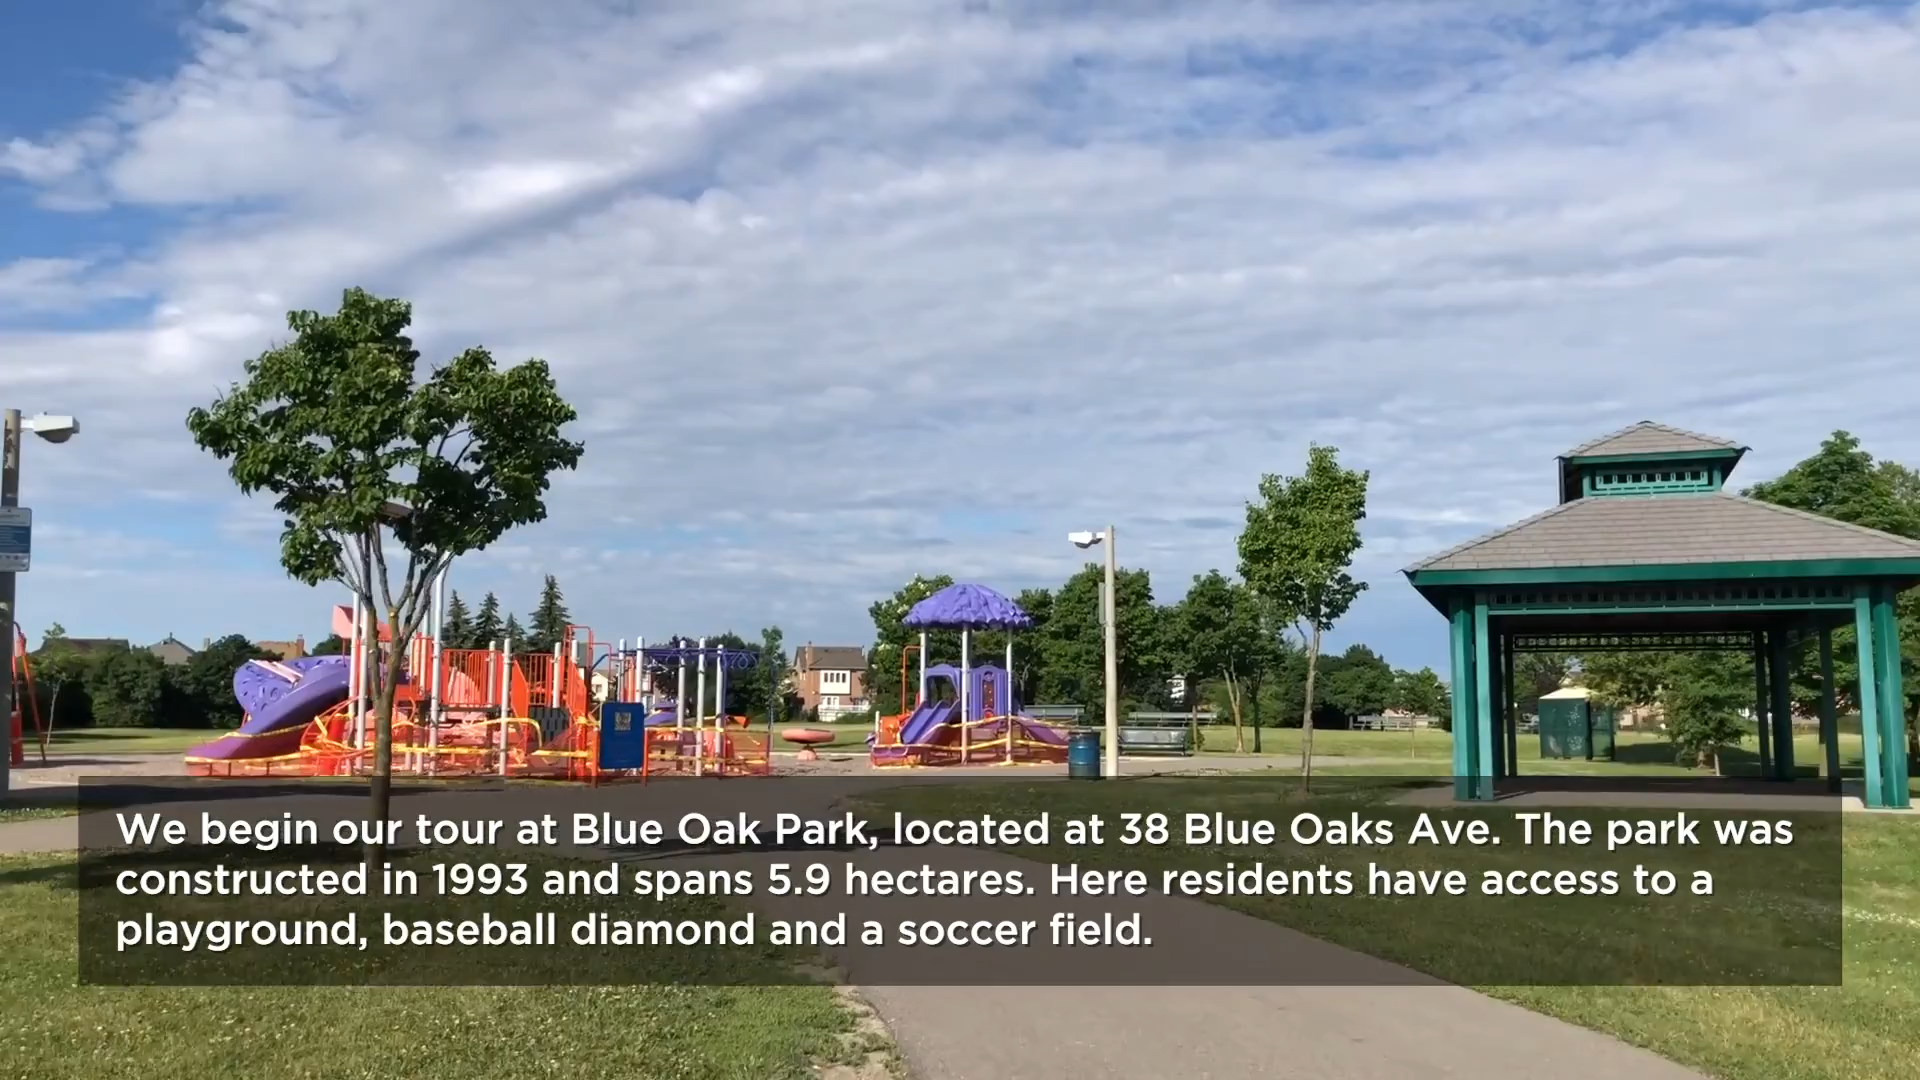 We begin our tour at Blue Oak Park, located at 38 Blue Oaks Ave. The park was
constructed in 1993 and spans 5.9 hectares. Here residents have access to a
playground, baseball diamond and a soccer field.